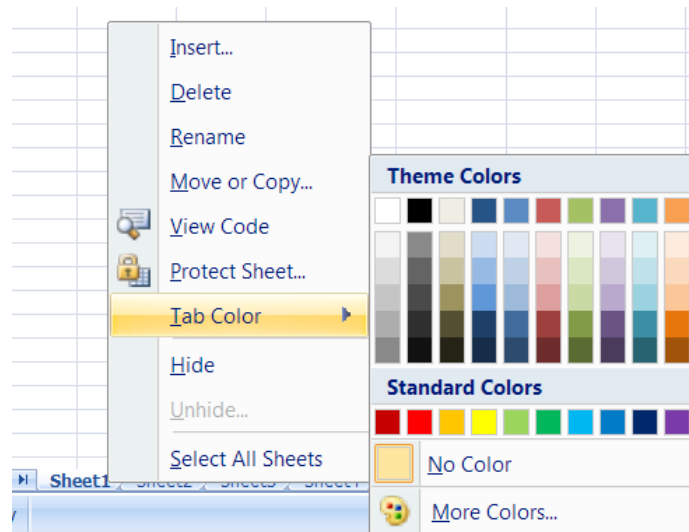 Insert...
Delete
Rename
Move or Copy...
View Code
Protect Sheet...
Tab Color
Hide
Unhide...
Select All Sheets
Theme Colors
Standard Colors
No Color
More Colors...
Sheet1